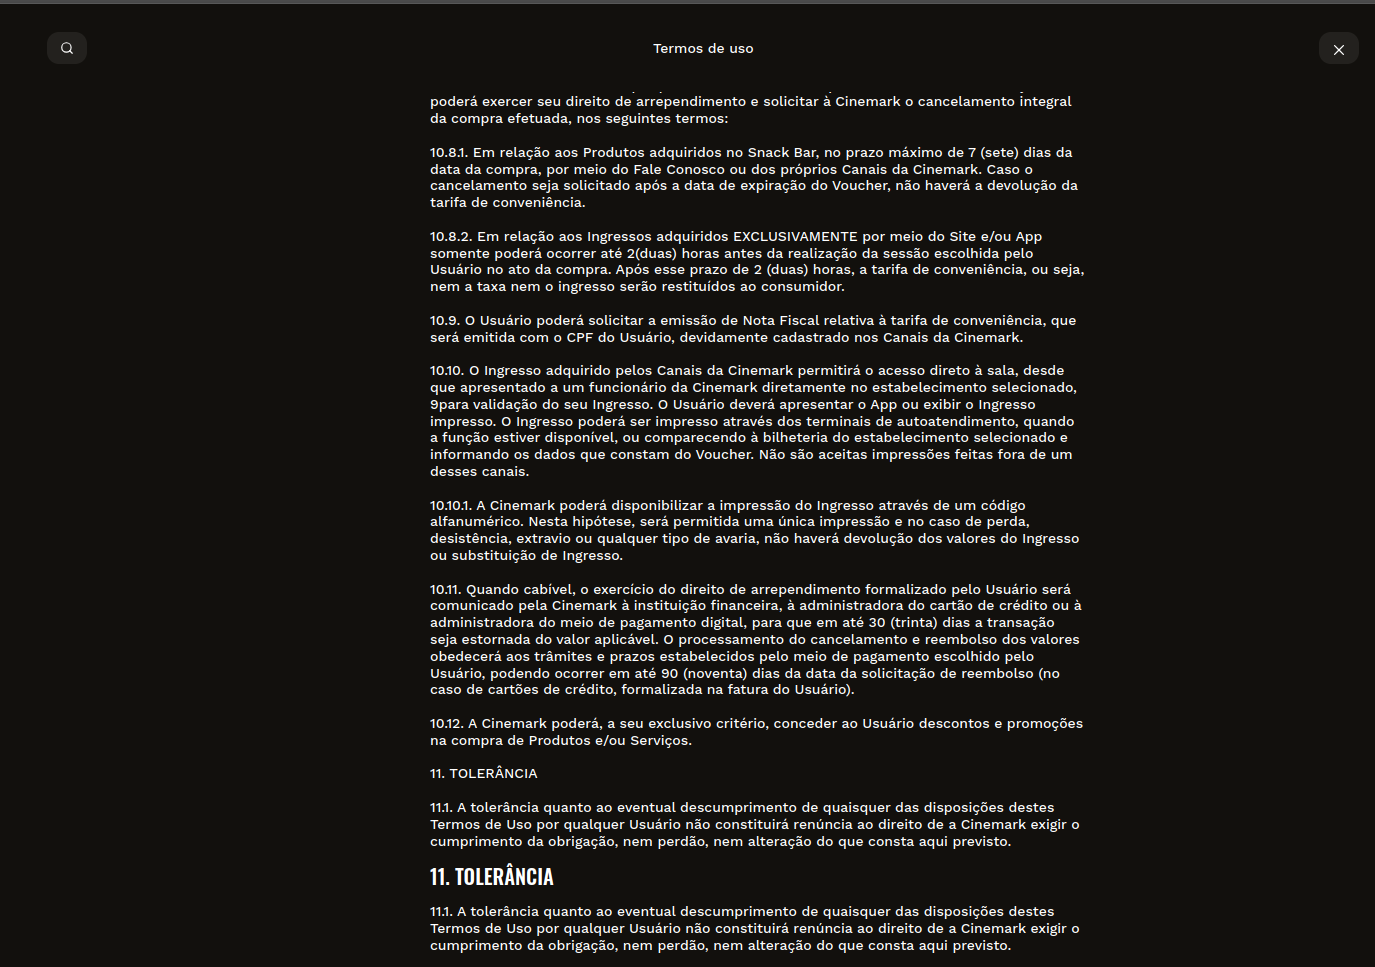 Termos de uso
poderá exercer seu direito de arrependimento e solicitar à Cinemark o cancelamento integral
da compra efetuada, nos seguintes termos:
10.8.1. Em relação aos Produtos adquiridos no Snack Bar, no prazo máximo de 7 (sete) dias da
data da compra, por meio do Fale Conosco ou dos próprios Canais da Cinemark. Caso o
cancelamento seja solicitado após a data de expiração do Voucher, não haverá a devolução da
tarifa de conveniência.
10.8.2. Em relação aos Ingressos adquiridos EXCLUSIVAMENTE por meio do Site e/ou App
somente poderá ocorrer até 2(duas) horas antes da realização da sessão escolhida pelo
Usuário no ato da compra. Após esse prazo de 2 (duas) horas, a tarifa de conveniência, ou seja,
nem a taxa nem o ingresso serão restituídos ao consumidor.
10.9. O Usuário poderá solicitar a emissão de Nota Fiscal relativa à tarifa de conveniência, que
será emitida com o CPF do Usuário, devidamente cadastrado nos Canais da Cinemark.
10.10. O Ingresso adquirido pelos Canais da Cinemark permitirá o acesso direto à sala, desde
que apresentado a um funcionário da Cinemark diretamente no estabelecimento selecionado,
9para validação do seu Ingresso. O Usuário deverá apresentar o App ou exibir o Ingresso
impresso. O Ingresso poderá ser impresso através dos terminais de autoatendimento, quando
a função estiver disponível, ou comparecendo à bilheteria do estabelecimento selecionado e
informando os dados que constam do Voucher. Não são aceitas impressões feitas fora de um
desses canais.
10.10.1. A Cinemark poderá disponibilizar a impressão do Ingresso através de um código
alfanumérico. Nesta hipótese, será permitida uma única impressão e no caso de perda,
desistência, extravio ou qualquer tipo de avaria, não haverá devolução dos valores do Ingresso
ou substituição de Ingresso.
10.11. Quando cabível, o exercício do direito de arrependimento formalizado pelo Usuário será
comunicado pela Cinemark à instituição financeira, à administradora do cartão de crédito ou à
administradora do meio de pagamento digital, para que em até 30 (trinta) dias a transação
seja estornada do valor aplicável. O processamento do cancelamento e reembolso dos valores
obedecerá aos trâmites e prazos estabelecidos pelo meio de pagamento escolhido pelo
Usuário, podendo ocorrer em até 90 (noventa) dias da data da solicitação de reembolso (no
caso de cartões de crédito, formalizada na fatura do Usuário).
10.12. A Cinemark poderá, a seu exclusivo critério, conceder ao Usuário descontos e promoções
na compra de Produtos e/ou Serviços.
11. TOLERÂNCIA
11.1. A tolerância quanto ao eventual descumprimento de quaisquer das disposições destes
Termos de Uso por qualquer Usuário não constituirá renúncia ao direito de a Cinemark exigir o
cumprimento da obrigação, nem perdão, nem alteração do que consta aqui previsto.
11. TOLERÂNCIA
11.1. A tolerância quanto ao eventual descumprimento de quaisquer das disposições destes
Termos de Uso por qualquer Usuário não constituirá renúncia ao direito de a Cinemark exigir o
cumprimento da obrigação, nem perdão, nem alteração do que consta aqui previsto.